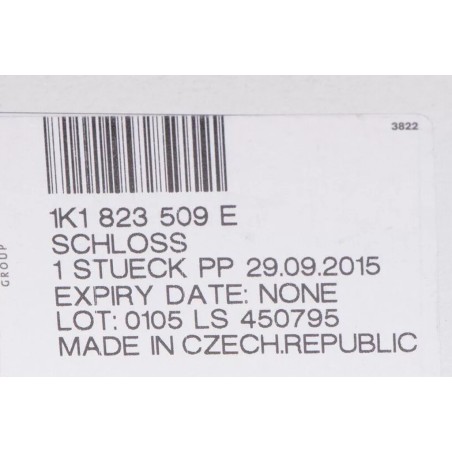 3822
1K1 823 509 E
SCHLOSS
1 STUECK PP 29.09.2015
EXPIRY DATE: NONE
LOT: 0105 LS 450795
MADE IN CZECH.REPUBLIC
GROUP